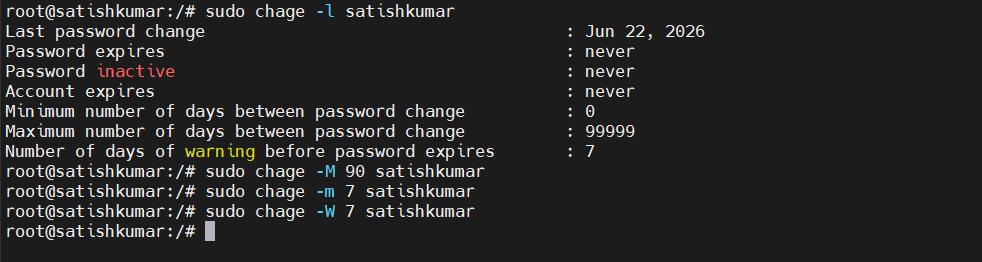 root@satishkumar:/# sudo chage -l satishkumar
Last password change                                    : Jun 22, 2026
Password expires                                        : never
Password inactive                                       : never
Account expires                                         : never
Minimum number of days between password change          : 0
Maximum number of days between password change          : 99999
Number of days of warning before password expires       : 7
root@satishkumar:/# sudo chage -M 90 satishkumar
root@satishkumar:/# sudo chage -m 7 satishkumar
root@satishkumar:/# sudo chage -W 7 satishkumar
root@satishkumar:/#